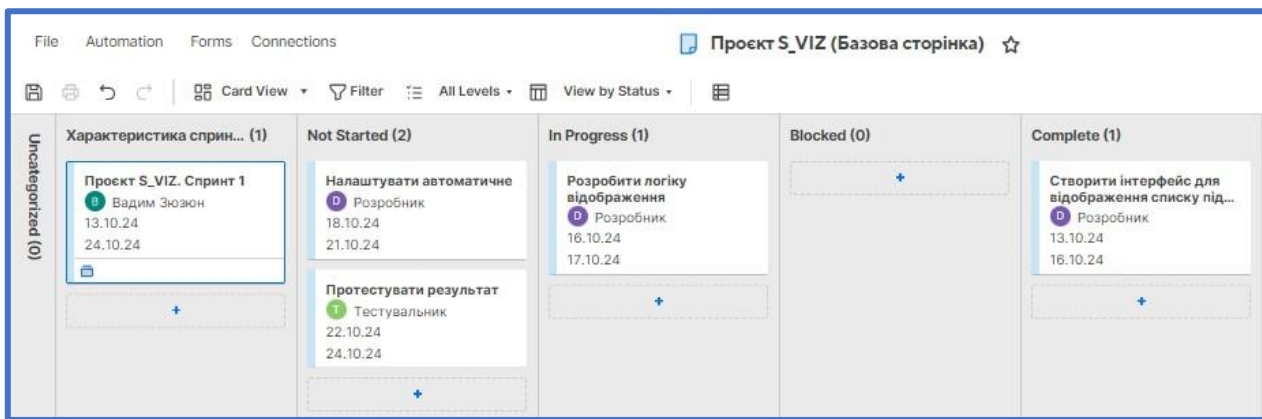 File Automation Forms Connections
Проєкт S_VIZ (Базова сторінка)
Card View Filter All Levels View by Status
Uncategorized (0)
Характеристика сприн... (1)
Проєкт S_VIZ. Спринт 1
В Вадим Зюзюн
13.10.24
24.10.24
Not Started (2)
Налаштувати автоматичне
D Розробник
18.10.24
21.10.24
Протестувати результат
T Тестувальник
22.10.24
24.10.24
In Progress (1)
Розробити логіку
відображення
D Розробник
16.10.24
17.10.24
Blocked (0)
Complete (1)
Створити інтерфейс для
відображення списку під...
D Розробник
13.10.24
16.10.24